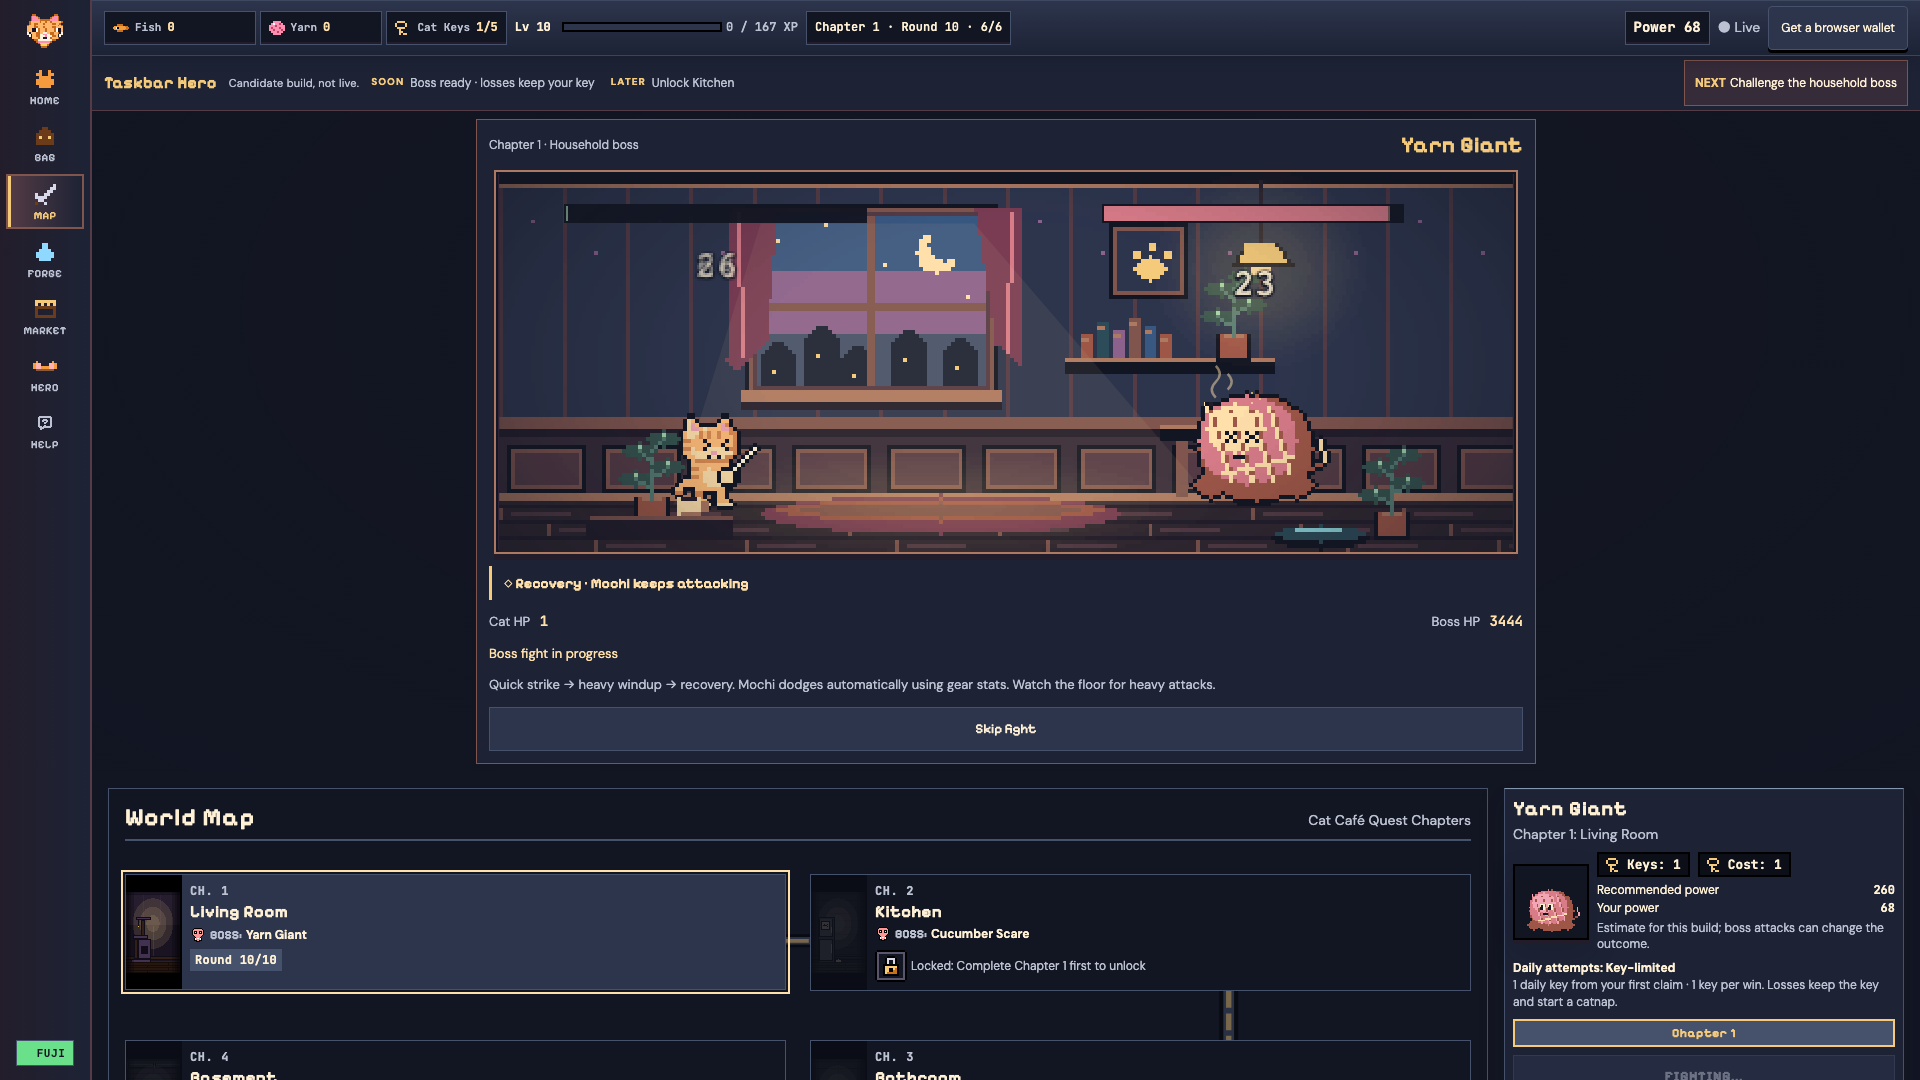 Fish 0
Yarn 0
Cat Keys 1/5
Lv 10
0 / 167 XP
Chapter 1 · Round 10 · 6/6
Power 68
Live
Get a browser wallet
HOME
BAG
MAP
FORGE
MARKET
HERO
HELP
FUJI
Taskbar Hero
Candidate build, not live.
SOON Boss ready · losses keep your key
LATER Unlock Kitchen
NEXT Challenge the household boss
Chapter 1 · Household boss
Yarn Giant
26
23
◇ Recovery · Mochi keeps attacking
Cat HP 1
Boss HP 3444
Boss fight in progress
Quick strike → heavy windup → recovery. Mochi dodges automatically using gear stats. Watch the floor for heavy attacks.
Skip fight
World Map
Cat Café Quest Chapters
CH. 1
Living Room
BOSS: Yarn Giant
Round 10/10
CH. 2
Kitchen
BOSS: Cucumber Scare
Locked: Complete Chapter 1 first to unlock
CH. 4
Basement
CH. 3
Bathroom
Yarn Giant
Chapter 1: Living Room
Keys: 1
Cost: 1
Recommended power 260
Your power 68
Estimate for this build; boss attacks can change the
outcome.
Daily attempts: Key-limited
1 daily key from your first claim · 1 key per win. Losses keep the key
and start a catnap.
Chapter 1
FIGHTING...